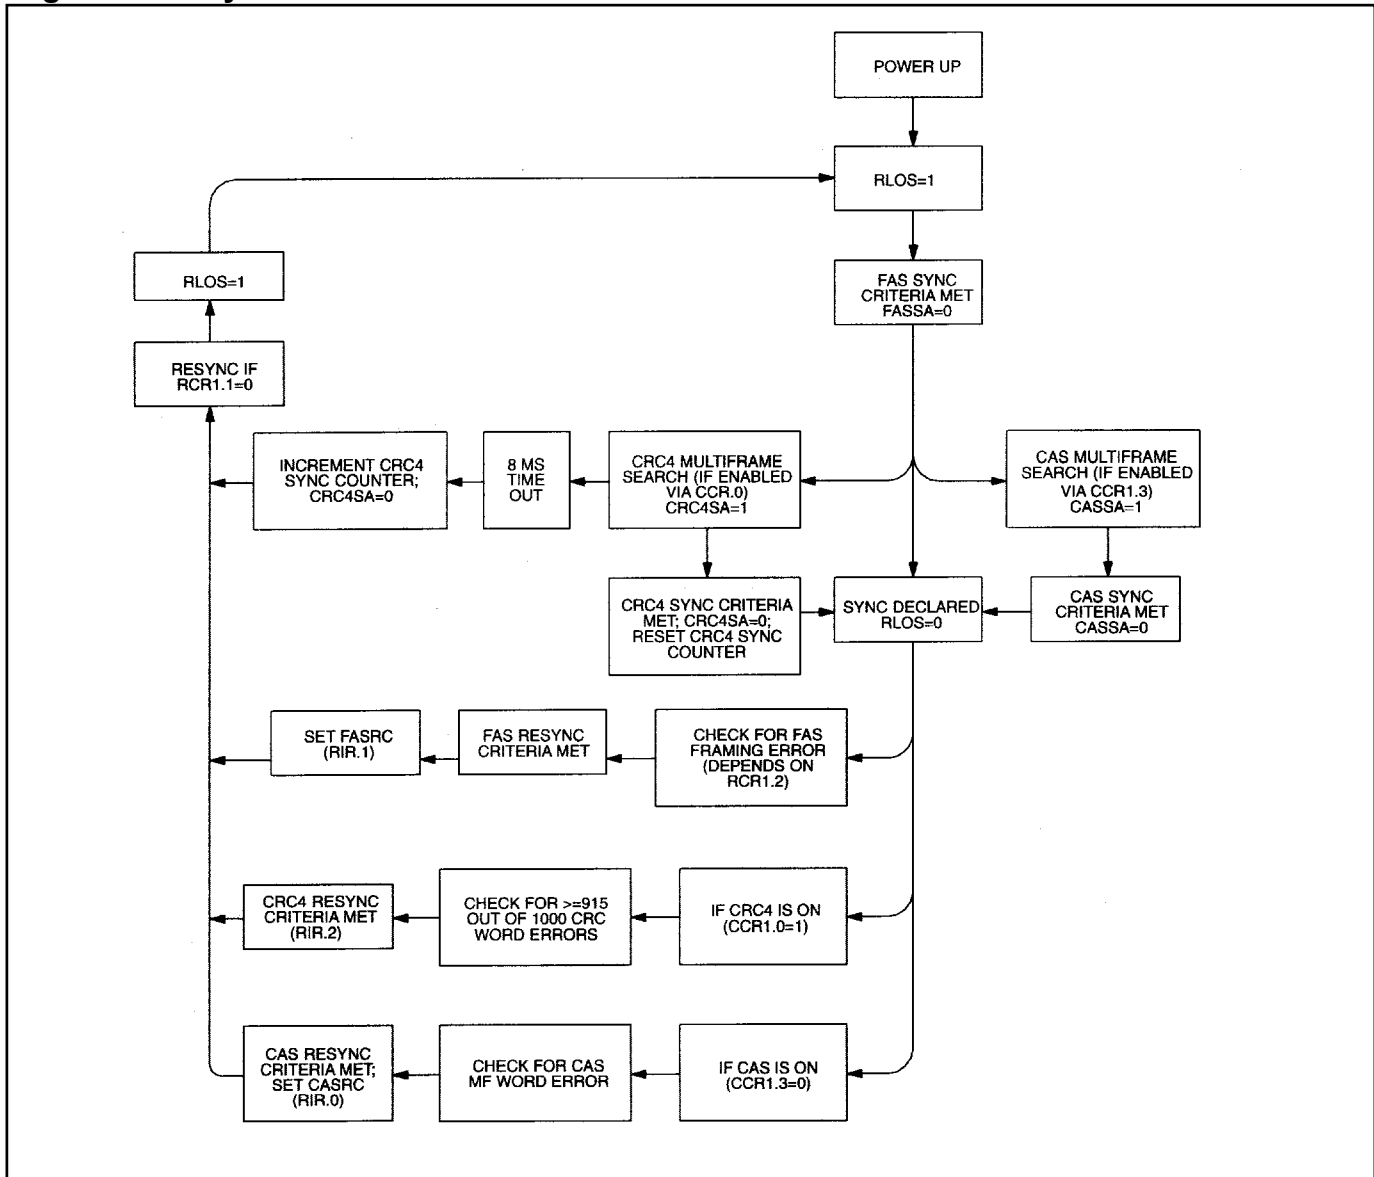 POWER UP
RLOS=1
FAS SYNC
CRITERIA MET
FASSA=0
RLOS=1
RESYNC IF
RCR1.1=0
INCREMENT CRC4
SYNC COUNTER;
CRC4SA=0
8 MS
TIME
OUT
CRC4 MULTIFRAME
SEARCH (IF ENABLED
VIA CCR.0)
CRC4SA=1
CAS MULTIFRAME
SEARCH (IF ENABLED
VIA CCR1.3)
CASSA=1
CRC4 SYNC CRITERIA
MET; CRC4SA=0;
RESET CRC4 SYNC
COUNTER
SYNC DECLARED
RLOS=0
CAS SYNC
CRITERIA MET
CASSA=0
SET FASRC
(RIR.1)
FAS RESYNC
CRITERIA MET
CHECK FOR FAS
FRAMING ERROR
(DEPENDS ON
RCR1.2)
CRC4 RESYNC
CRITERIA MET
(RIR.2)
CHECK FOR >=915
OUT OF 1000 CRC
WORD ERRORS
IF CRC4 IS ON
(CCR1.0=1)
CAS RESYNC
CRITERIA MET;
SET CASRC
(RIR.0)
CHECK FOR CAS
MF WORD ERROR
IF CAS IS ON
(CCR1.3=0)